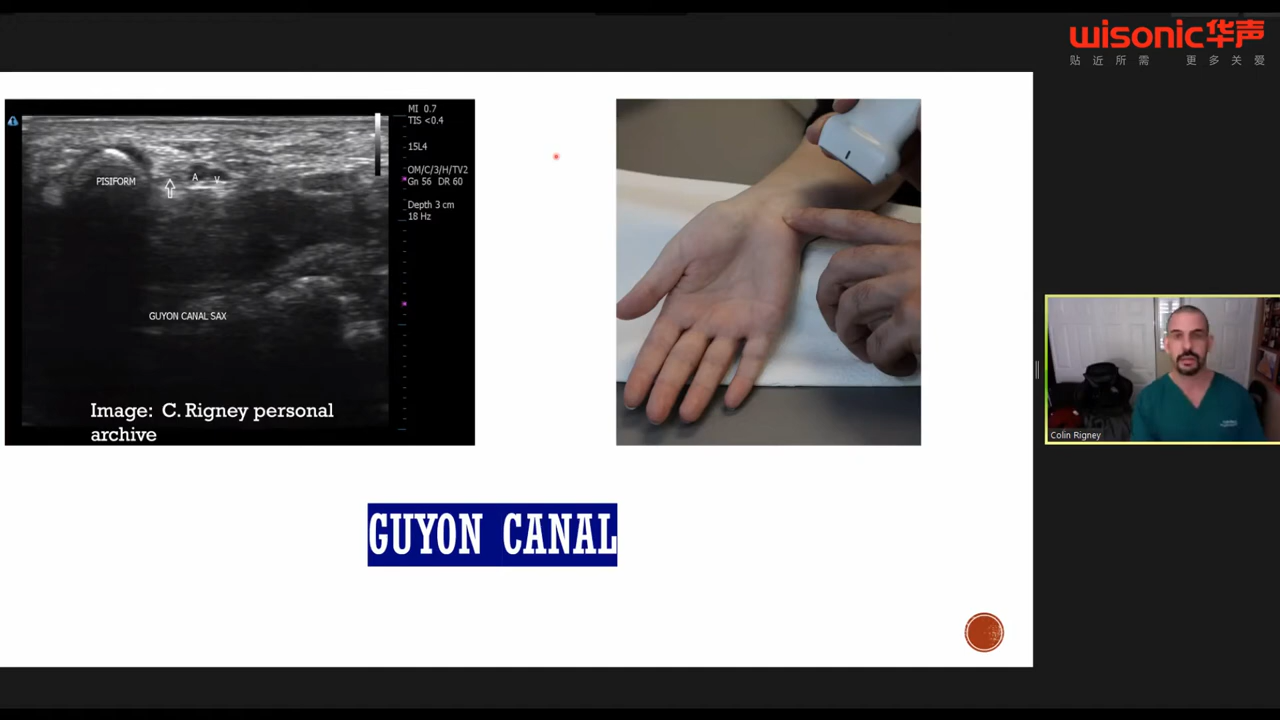 wisonic华声
贴近所需 更多关爱
MI 0.7
TIS <0.4
15L4
OM/C/3/H/TV2
Gn 56 DR 60
Depth 3 cm
18 Hz
PISIFORM
A V
GUYON CANAL SAX
Image: C. Rigney personal
archive
Colin Rigney
GUYON CANAL